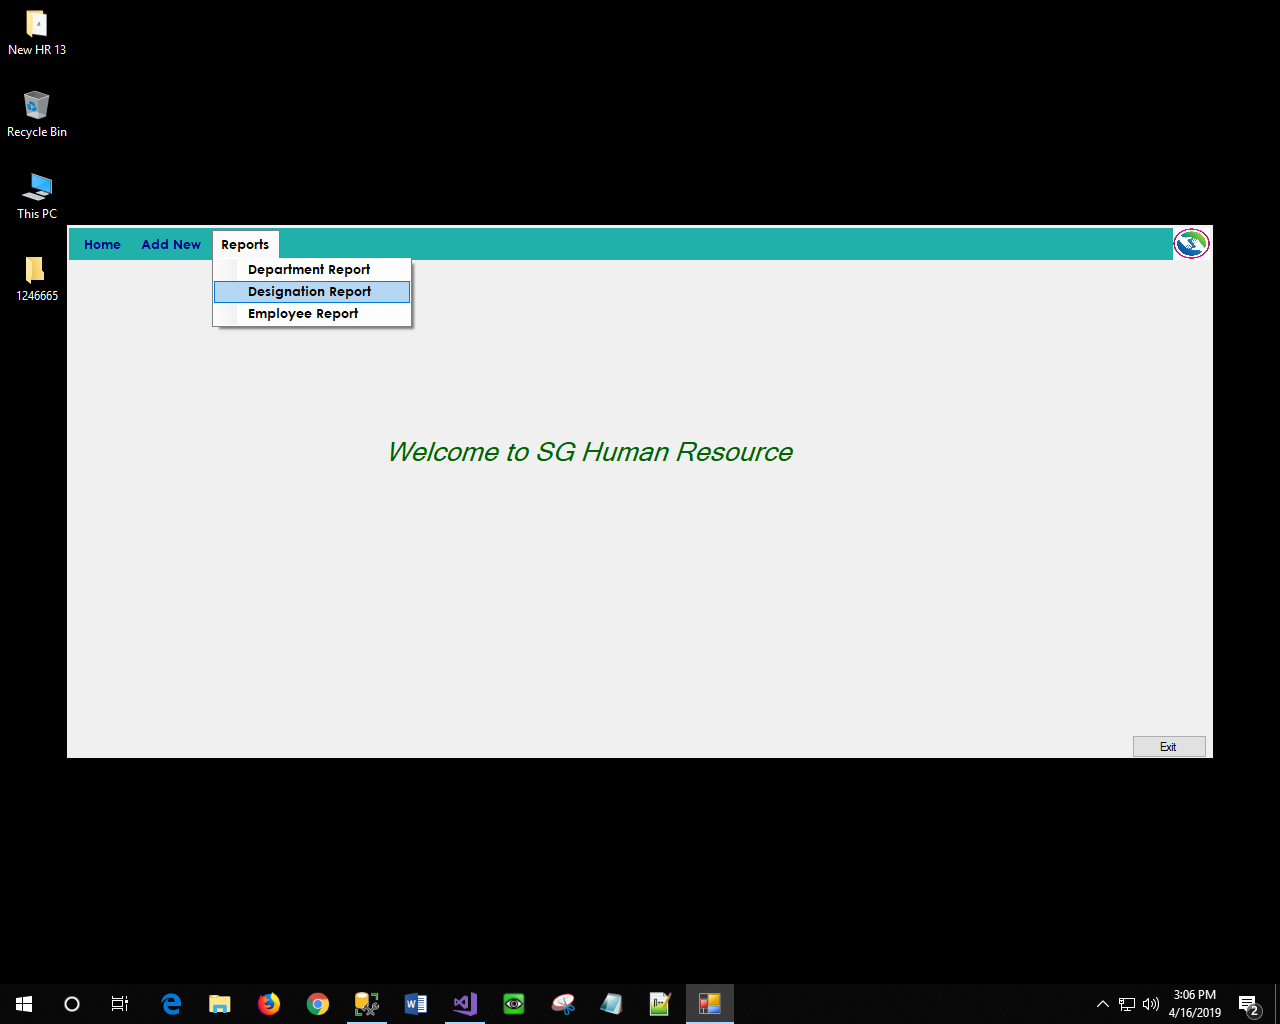 New HR 13
Recycle Bin
This PC
1246665
Home Add New Reports
Department Report
Designation Report
Employee Report
Welcome to SG Human Resource
Exit
3:06 PM
4/16/2019
2